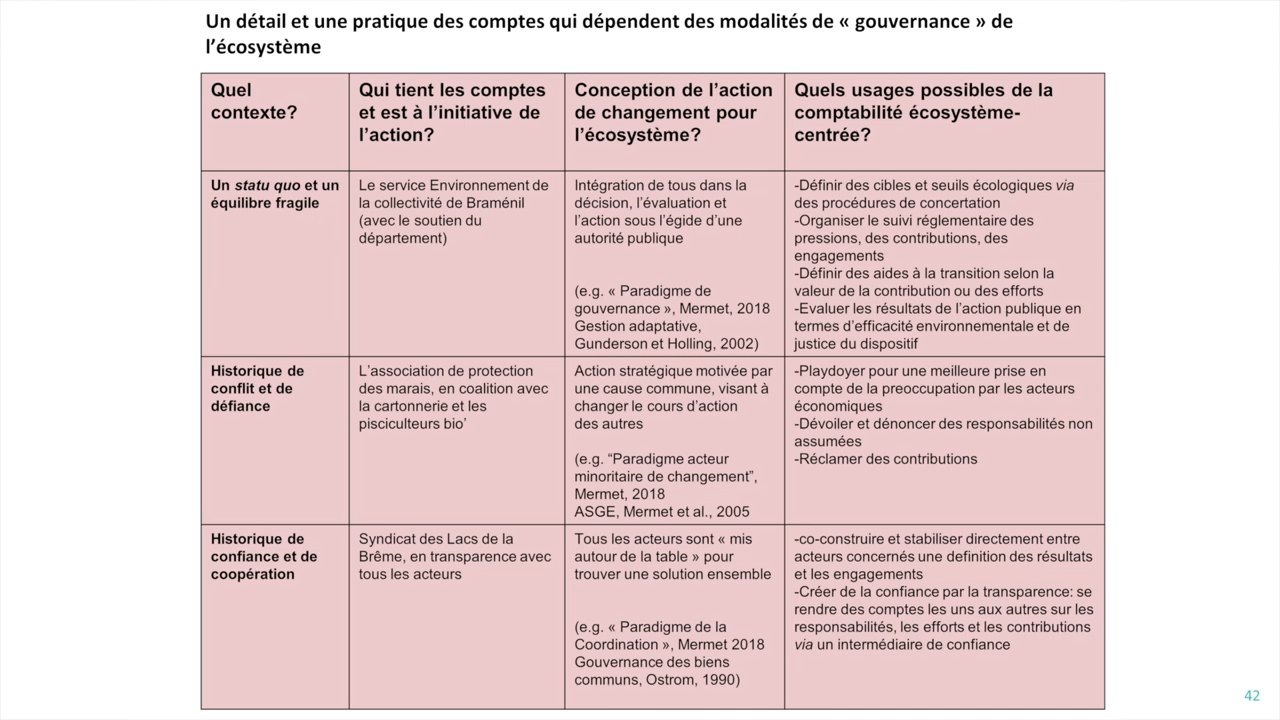 Un détail et une pratique des comptes qui dépendent des modalités de « gouvernance » de
l’écosystème
Quel
contexte?
Qui tient les comptes
et est à l’initiative de
l’action?
Conception de l’action
de changement pour
l’écosystème?
Quels usages possibles de la
comptabilité écosystème-
centrée?
Un statu quo et un
équilibre fragile
Le service Environnement de
la collectivité de Braménil
(avec le soutien du
département)
Intégration de tous dans la
décision, l’évaluation et
l’action sous l’égide d’une
autorité publique
(e.g. « Paradigme de
gouvernance », Mermet, 2018
Gestion adaptative,
Gunderson et Holling, 2002)
-Définir des cibles et seuils écologiques via
des procédures de concertation
-Organiser le suivi réglementaire des
pressions, des contributions, des
engagements
-Définir des aides à la transition selon la
valeur de la contribution ou des efforts
-Evaluer les résultats de l’action publique en
termes d’efficacité environnementale et de
justice du dispositif
Historique de
conflit et de
défiance
L’association de protection
des marais, en coalition avec
la cartonnerie et les
pisciculteurs bio’
Action stratégique motivée par
une cause commune, visant à
changer le cours d’action
des autres
(e.g. “Paradigme acteur
minoritaire de changement”,
Mermet, 2018
ASGE, Mermet et al., 2005
-Playdoyer pour une meilleure prise en
compte de la preoccupation par les acteurs
économiques
-Dévoiler et dénoncer des responsabilités non
assumées
-Réclamer des contributions
Historique de
confiance et de
coopération
Syndicat des Lacs de la
Brême, en transparence avec
tous les acteurs
Tous les acteurs sont « mis
autour de la table » pour
trouver une solution ensemble
(e.g. « Paradigme de la
Coordination », Mermet 2018
Gouvernance des biens
communs, Ostrom, 1990)
-co-construire et stabiliser directement entre
acteurs concernés une definition des résultats
et les engagements
-Créer de la confiance par la transparence: se
rendre des comptes les uns aux autres sur les
responsabilités, les efforts et les contributions
via un intermédiaire de confiance
42